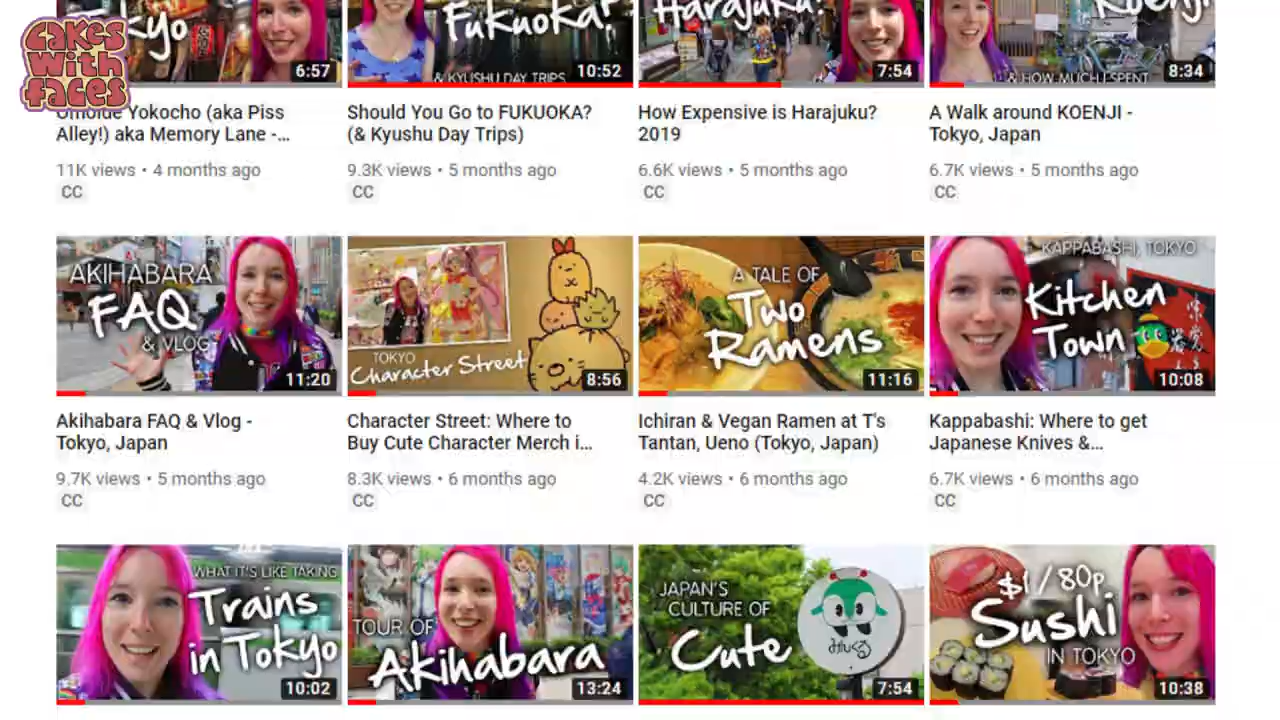 Cakes
With
faces
Tokyo
Fukuoka?
Harajuku?
Koenji
& KYUSHU DAY TRIPS
& HOW MUCH I SPENT
6:57
10:52
7:54
8:34
Omoide Yokocho (aka Piss
Alley!) aka Memory Lane -...
11K views • 4 months ago
CC
Should You Go to FUKUOKA?
(& Kyushu Day Trips)
9.3K views • 5 months ago
CC
How Expensive is Harajuku?
2019
6.6K views • 5 months ago
CC
A Walk around KOENJI -
Tokyo, Japan
6.7K views • 5 months ago
CC
AKIHABARA
FAQ
& VLOG
11:20
TOKYO
Character Street
8:56
A TALE OF
Two
Ramens
11:16
KAPPABASHI, TOKYO
Kitchen
Town
10:08
Akihabara FAQ & Vlog -
Tokyo, Japan
9.7K views • 5 months ago
CC
Character Street: Where to
Buy Cute Character Merch i...
8.3K views • 6 months ago
CC
Ichiran & Vegan Ramen at T's
Tantan, Ueno (Tokyo, Japan)
4.2K views • 6 months ago
CC
Kappabashi: Where to get
Japanese Knives &...
6.7K views • 6 months ago
CC
WHAT IT'S LIKE TAKING
Trains
in Tokyo
10:02
TOUR OF
Akihabara
13:24
JAPAN'S
CULTURE OF
Cute
7:54
$1/80p
Sushi
IN TOKYO
10:38